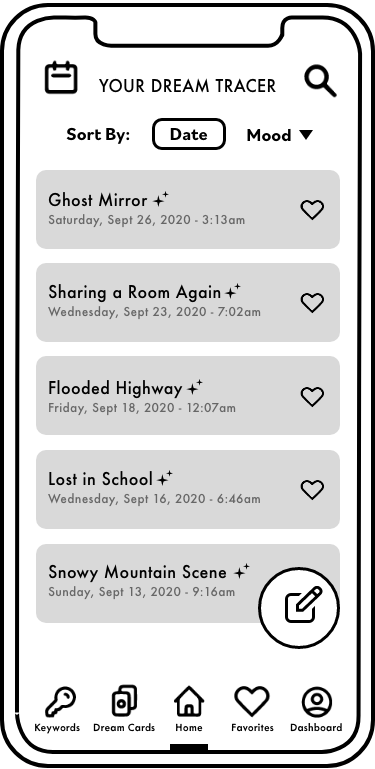 YOUR DREAM TRACER
Sort By: Date Mood
Ghost Mirror
Saturday, Sept 26, 2020 - 3:13am
Sharing a Room Again
Wednesday, Sept 23, 2020 - 7:02am
Flooded Highway
Friday, Sept 18, 2020 - 12:07am
Lost in School
Wednesday, Sept 16, 2020 - 6:46am
Snowy Mountain Scene
Sunday, Sept 13, 2020 - 9:16am
Keywords Dream Cards Home Favorites Dashboard